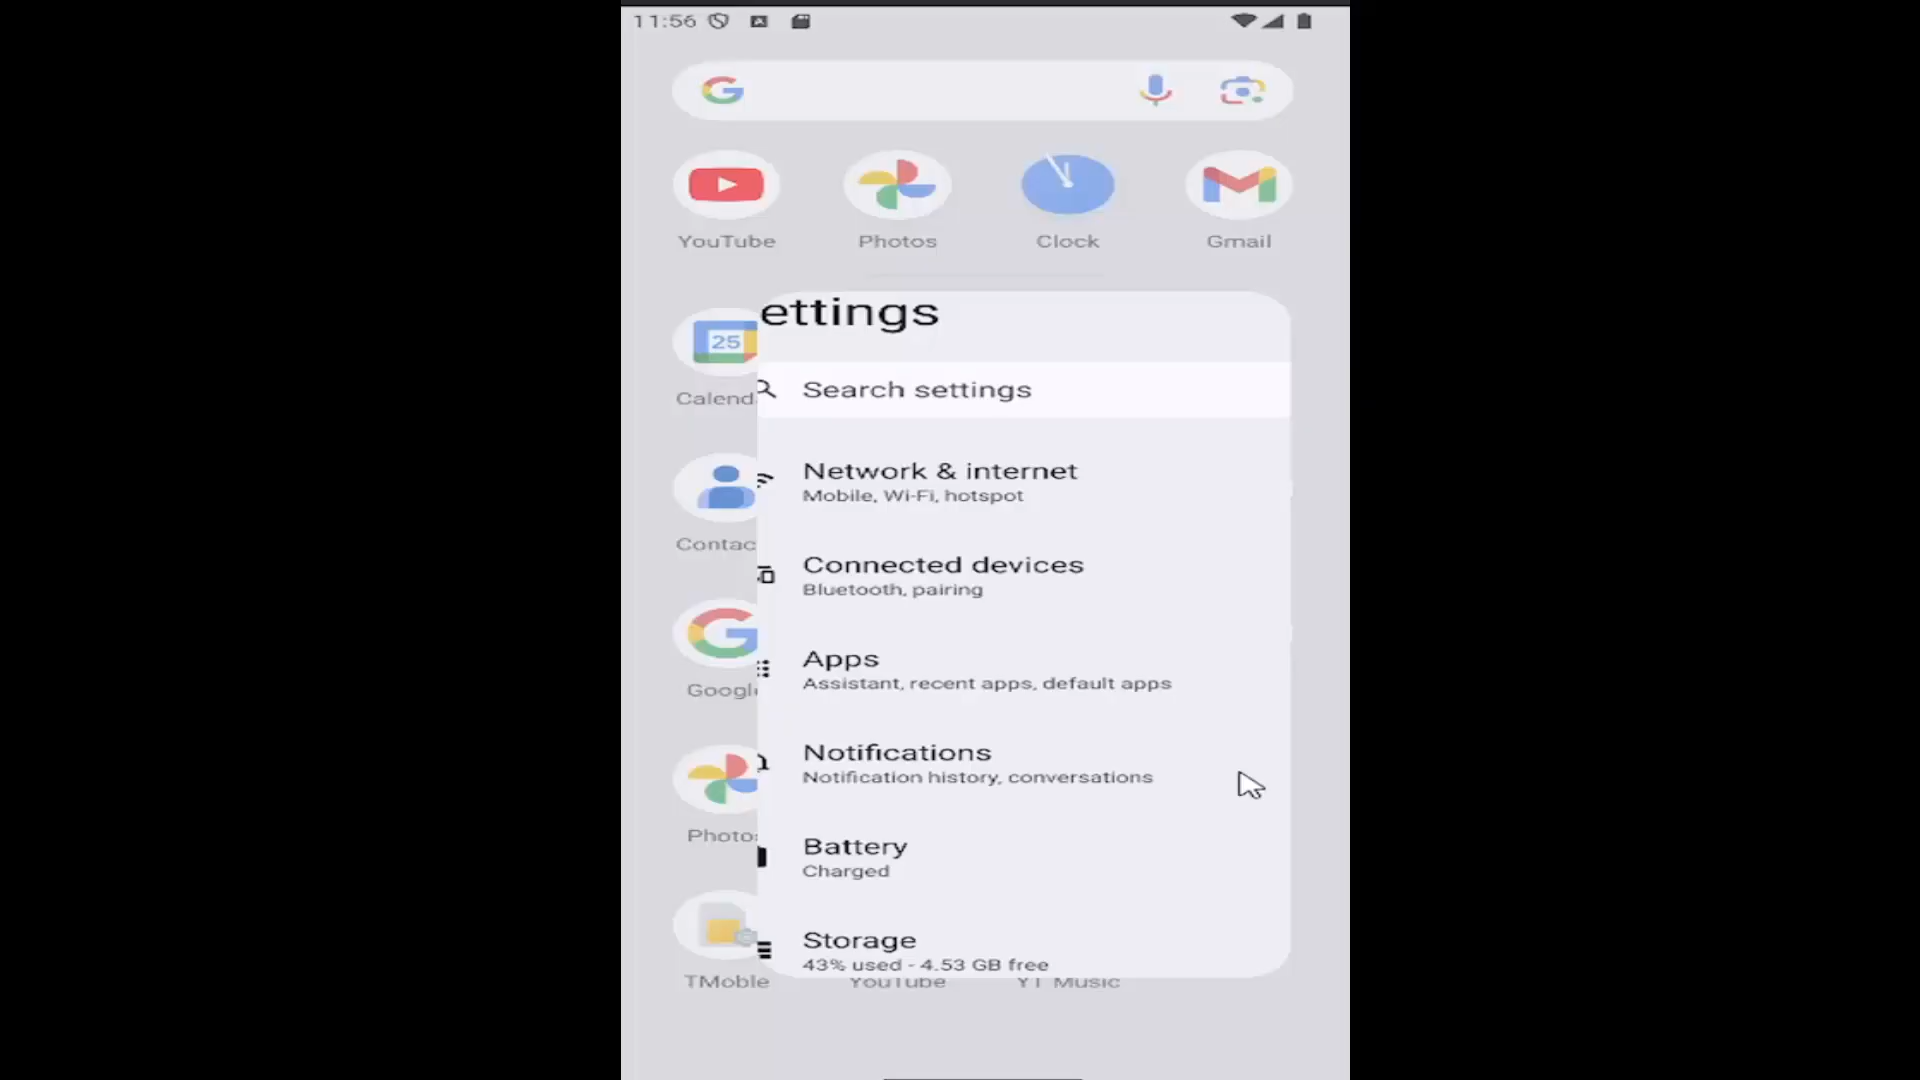 11:56
YouTube Photos Clock Gmail
ettings
25
Search settings
Calend
Network & internet
Mobile, Wi-Fi, hotspot
Contac
Connected devices
Bluetooth, pairing
Apps
Assistant, recent apps, default apps
Googl
Notifications
Notification history, conversations
Photo
Battery
Charged
Storage
43% used - 4.53 GB free
TMoble YouTube YT Music